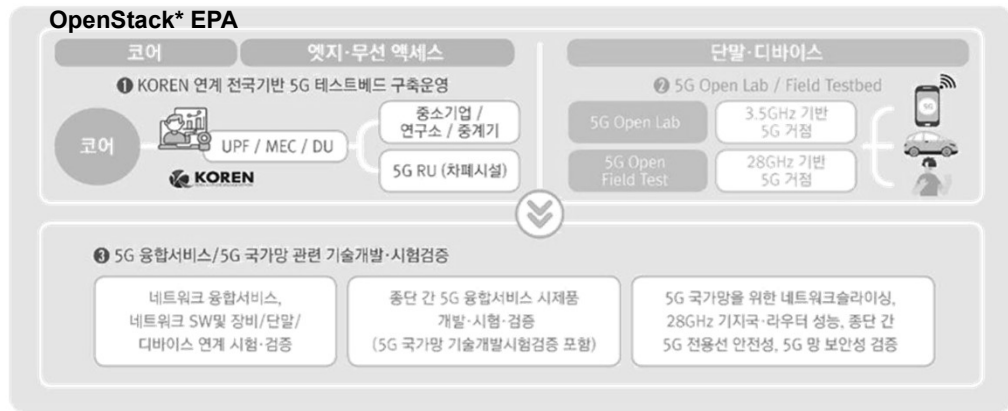 OpenStack* EPA
코어
엣지·무선 액세스
단말·디바이스
❶ KOREN 연계 전국기반 5G 테스트베드 구축운영
코어
UPF / MEC / DU
KOREN
중소기업 /
연구소 / 중계기
5G RU (차폐시설)
❷ 5G Open Lab / Field Testbed
5G Open Lab
3.5GHz 기반
5G 거점
5G Open
Field Test
28GHz 기반
5G 거점
5G
❸ 5G 융합서비스/5G 국가망 관련 기술개발·시험검증
네트워크 융합서비스,
네트워크 SW및 장비/단말/
디바이스 연계 시험·검증
종단 간 5G 융합서비스 시제품
개발·시험·검증
(5G 국가망 기술개발시험검증 포함)
5G 국가망을 위한 네트워크슬라이싱,
28GHz 기지국·라우터 성능, 종단 간
5G 전용선 안전성, 5G 망 보안성 검증